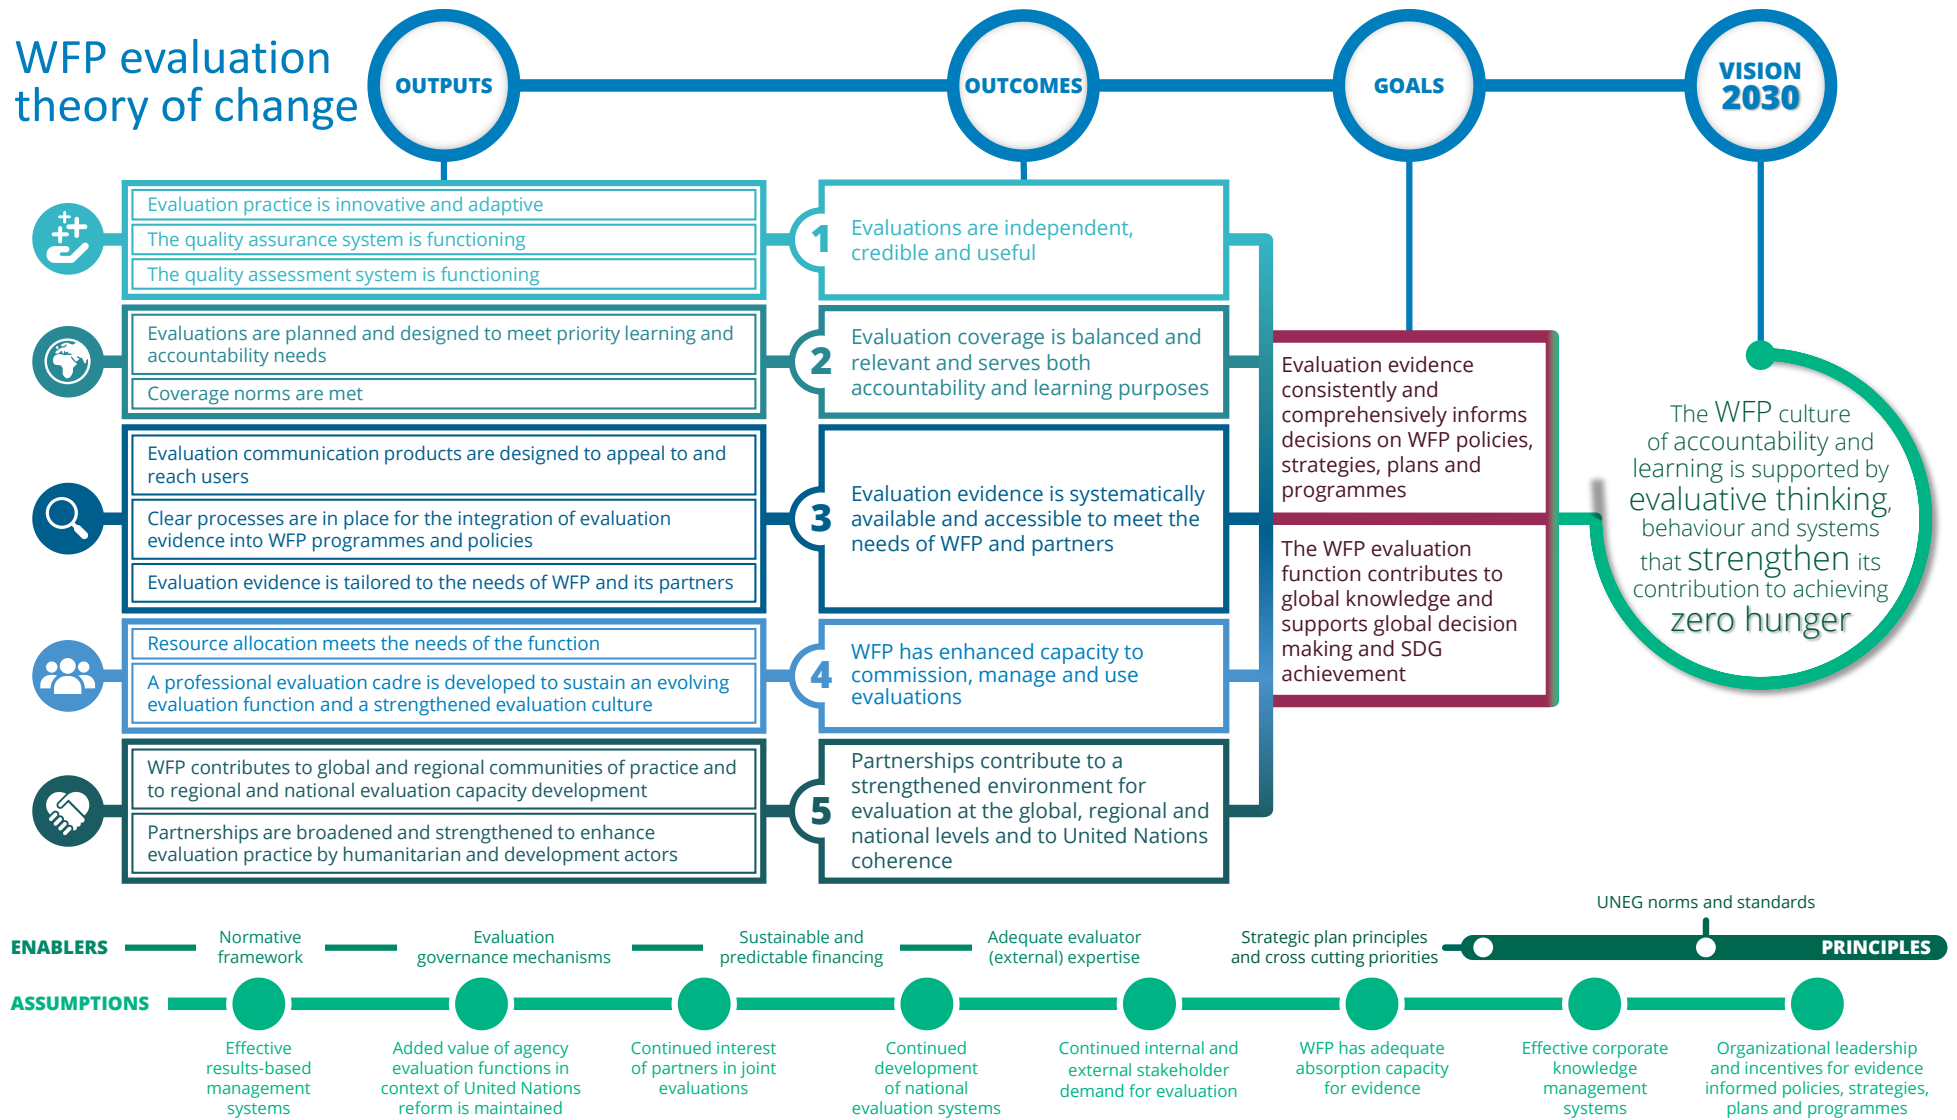 WFP evaluation
theory of change
OUTPUTS
OUTCOMES
GOALS
VISION
2030
Evaluation practice is innovative and adaptive
The quality assurance system is functioning
The quality assessment system is functioning
1
Evaluations are independent,
credible and useful
Evaluations are planned and designed to meet priority learning and
accountability needs
Coverage norms are met
2
Evaluation coverage is balanced and
relevant and serves both
accountability and learning purposes
Evaluation communication products are designed to appeal to and
reach users
Clear processes are in place for the integration of evaluation
evidence into WFP programmes and policies
Evaluation evidence is tailored to the needs of WFP and its partners
3
Evaluation evidence is systematically
available and accessible to meet the
needs of WFP and partners
Resource allocation meets the needs of the function
A professional evaluation cadre is developed to sustain an evolving
evaluation function and a strengthened evaluation culture
4
WFP has enhanced capacity to
commission, manage and use
evaluations
WFP contributes to global and regional communities of practice and
to regional and national evaluation capacity development
Partnerships are broadened and strengthened to enhance
evaluation practice by humanitarian and development actors
5
Partnerships contribute to a
strengthened environment for
evaluation at the global, regional and
national levels and to United Nations
coherence
Evaluation evidence
consistently and
comprehensively informs
decisions on WFP policies,
strategies, plans and
programmes
The WFP evaluation
function contributes to
global knowledge and
supports global decision
making and SDG
achievement
The WFP culture
of accountability and
learning is supported by
evaluative thinking,
behaviour and systems
that strengthen its
contribution to achieving
zero hunger
ENABLERS
Normative
framework
Evaluation
governance mechanisms
Sustainable and
predictable financing
Adequate evaluator
(external) expertise
Strategic plan principles
and cross cutting priorities
UNEG norms and standards
PRINCIPLES
ASSUMPTIONS
Effective
results-based
management
systems
Added value of agency
evaluation functions in
context of United Nations
reform is maintained
Continued interest
of partners in joint
evaluations
Continued
development
of national
evaluation systems
Continued internal and
external stakeholder
demand for evaluation
WFP has adequate
absorption capacity
for evidence
Effective corporate
knowledge
management
systems
Organizational leadership
and incentives for evidence
informed policies, strategies,
plans and programmes